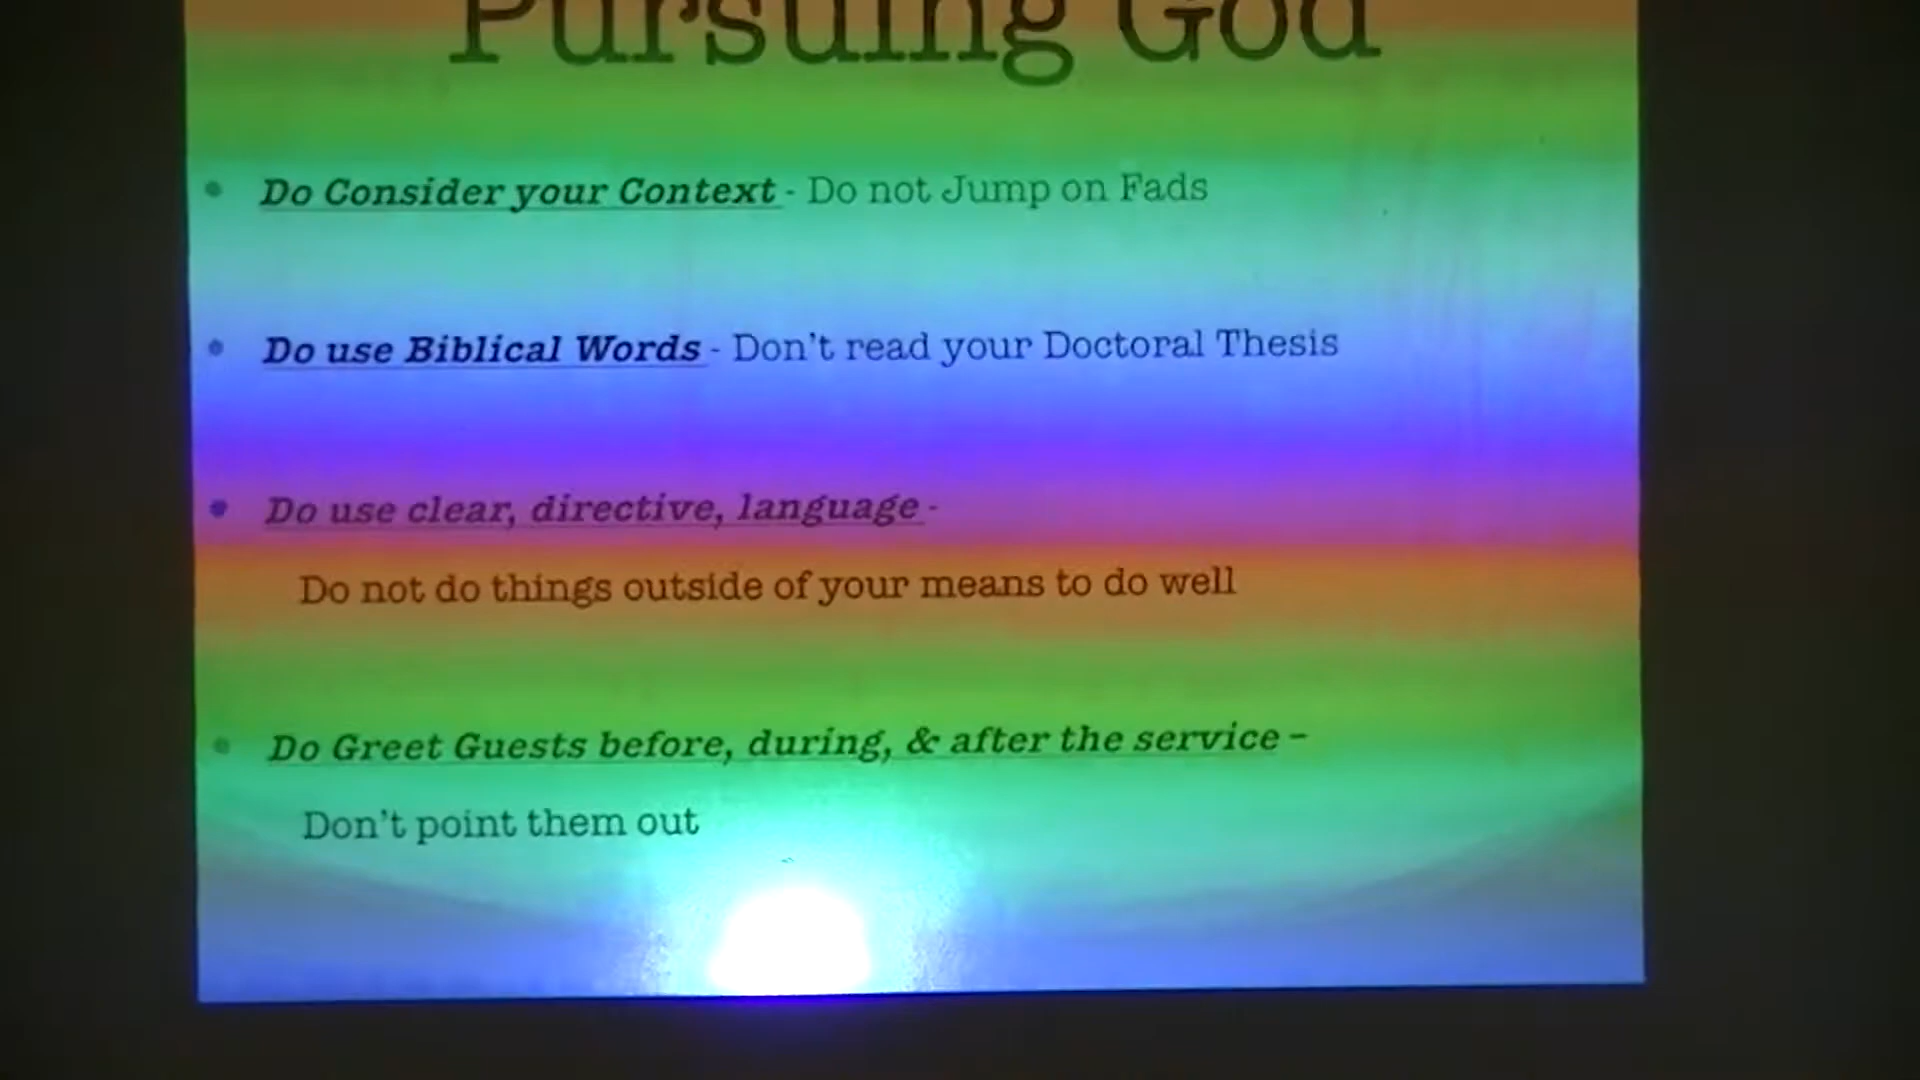 Pursuing God
• Do Consider your Context - Do not Jump on Fads
• Do use Biblical Words - Don't read your Doctoral Thesis
• Do use clear, directive, language -
Do not do things outside of your means to do well
• Do Greet Guests before, during, & after the service –
Don't point them out